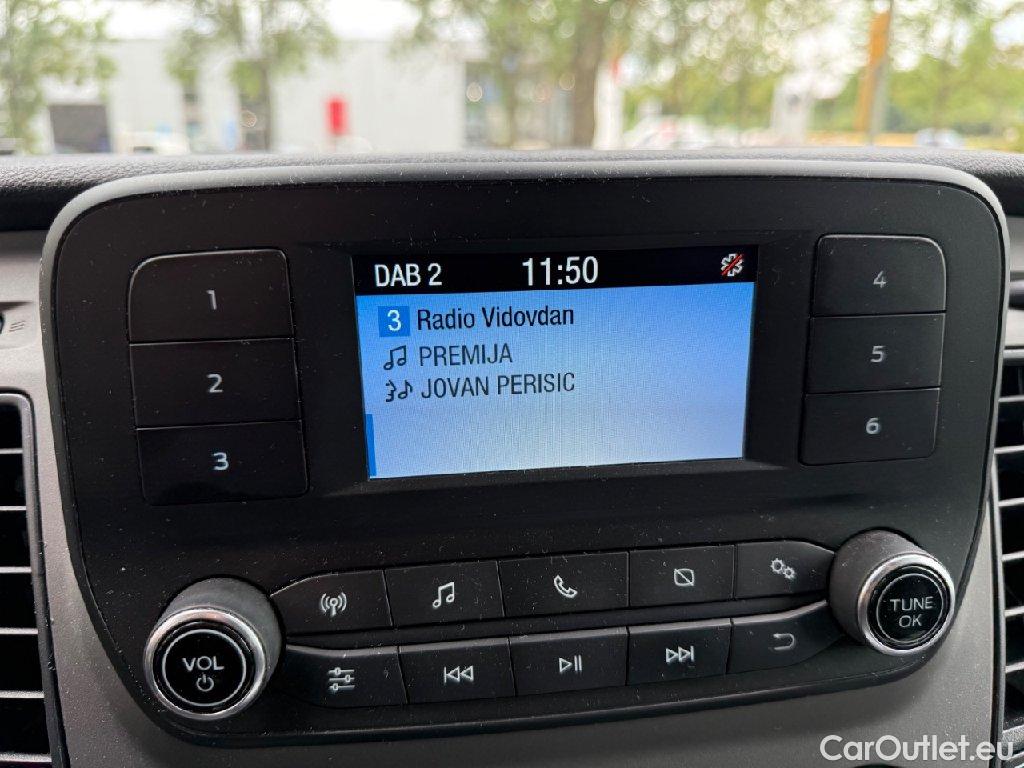 DAB 2 11:50
3 Radio Vidovdan
PREMIJA
JOVAN PERISIC
1
2
3
4
5
6
VOL
TUNE
OK
CarOutlet.eu